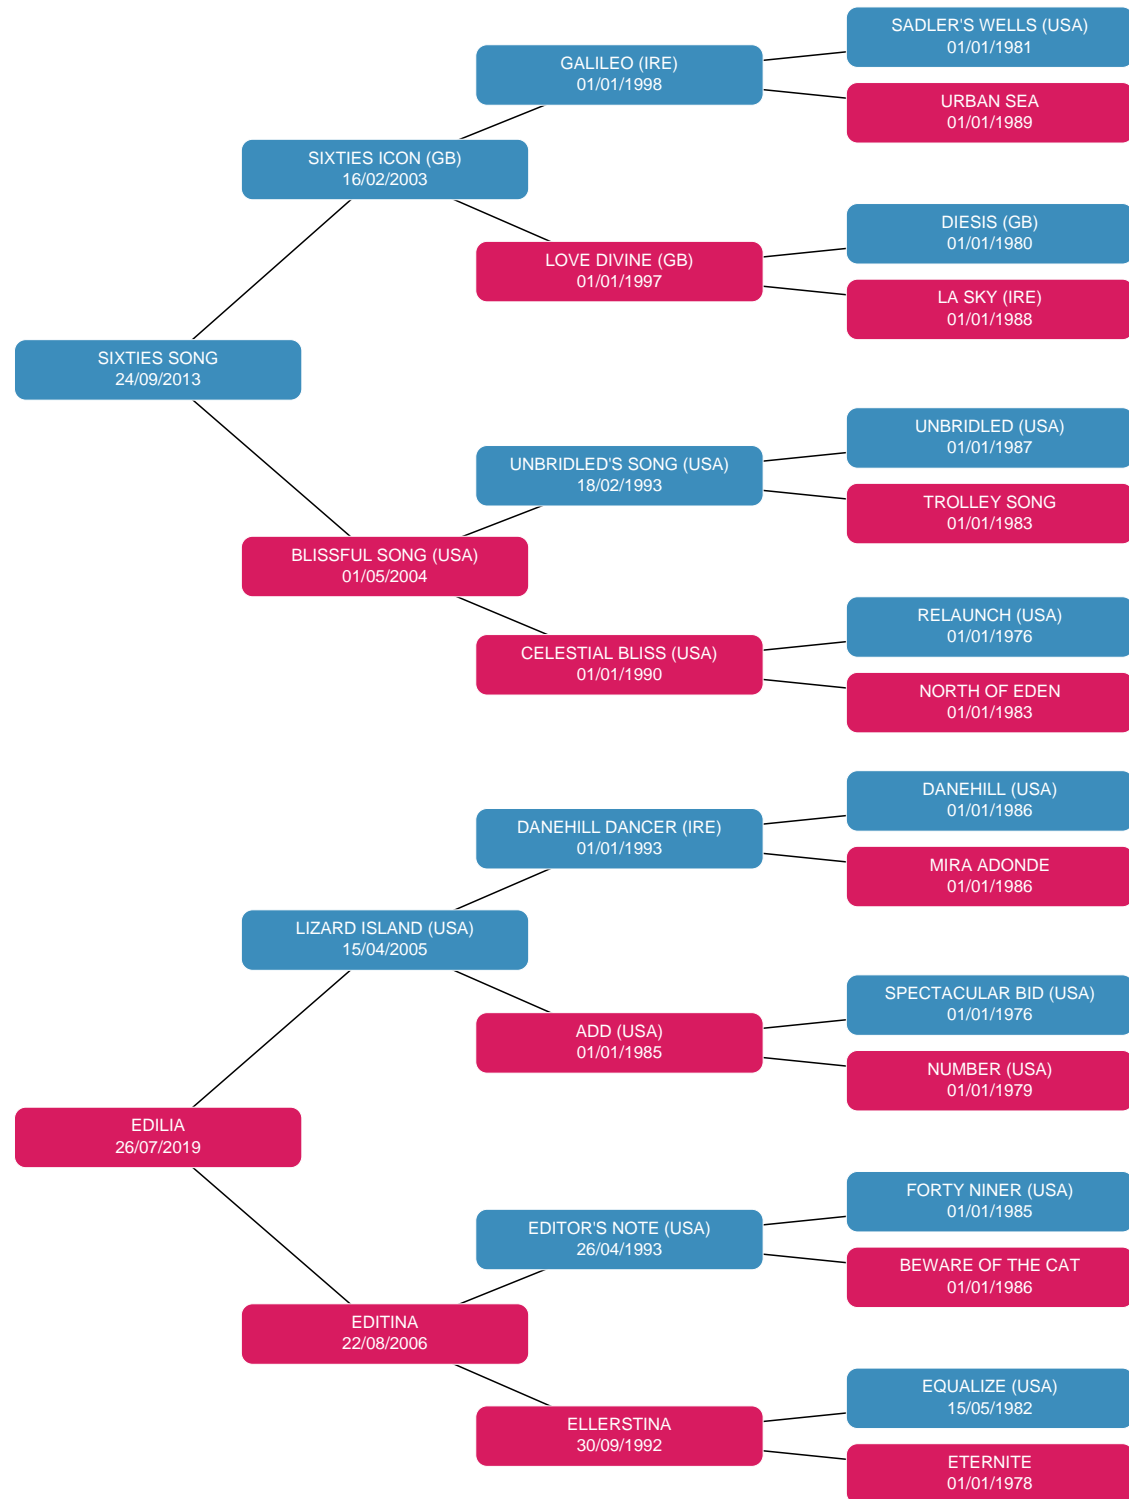 SADLER'S WELLS (USA)
01/01/1981
GALILEO (IRE)
01/01/1998
URBAN SEA
01/01/1989
SIXTIES ICON (GB)
16/02/2003
DIESIS (GB)
01/01/1980
LOVE DIVINE (GB)
01/01/1997
LA SKY (IRE)
01/01/1988
SIXTIES SONG
24/09/2013
UNBRIDLED (USA)
01/01/1987
UNBRIDLED'S SONG (USA)
18/02/1993
TROLLEY SONG
01/01/1983
BLISSFUL SONG (USA)
01/05/2004
RELAUNCH (USA)
01/01/1976
CELESTIAL BLISS (USA)
01/01/1990
NORTH OF EDEN
01/01/1983
DANEHILL (USA)
01/01/1986
DANEHILL DANCER (IRE)
01/01/1993
MIRA ADONDE
01/01/1986
LIZARD ISLAND (USA)
15/04/2005
SPECTACULAR BID (USA)
01/01/1976
ADD (USA)
01/01/1985
NUMBER (USA)
01/01/1979
EDILIA
26/07/2019
FORTY NINER (USA)
01/01/1985
EDITOR'S NOTE (USA)
26/04/1993
BEWARE OF THE CAT
01/01/1986
EDITINA
22/08/2006
EQUALIZE (USA)
15/05/1982
ELLERSTINA
30/09/1992
ETERNITE
01/01/1978